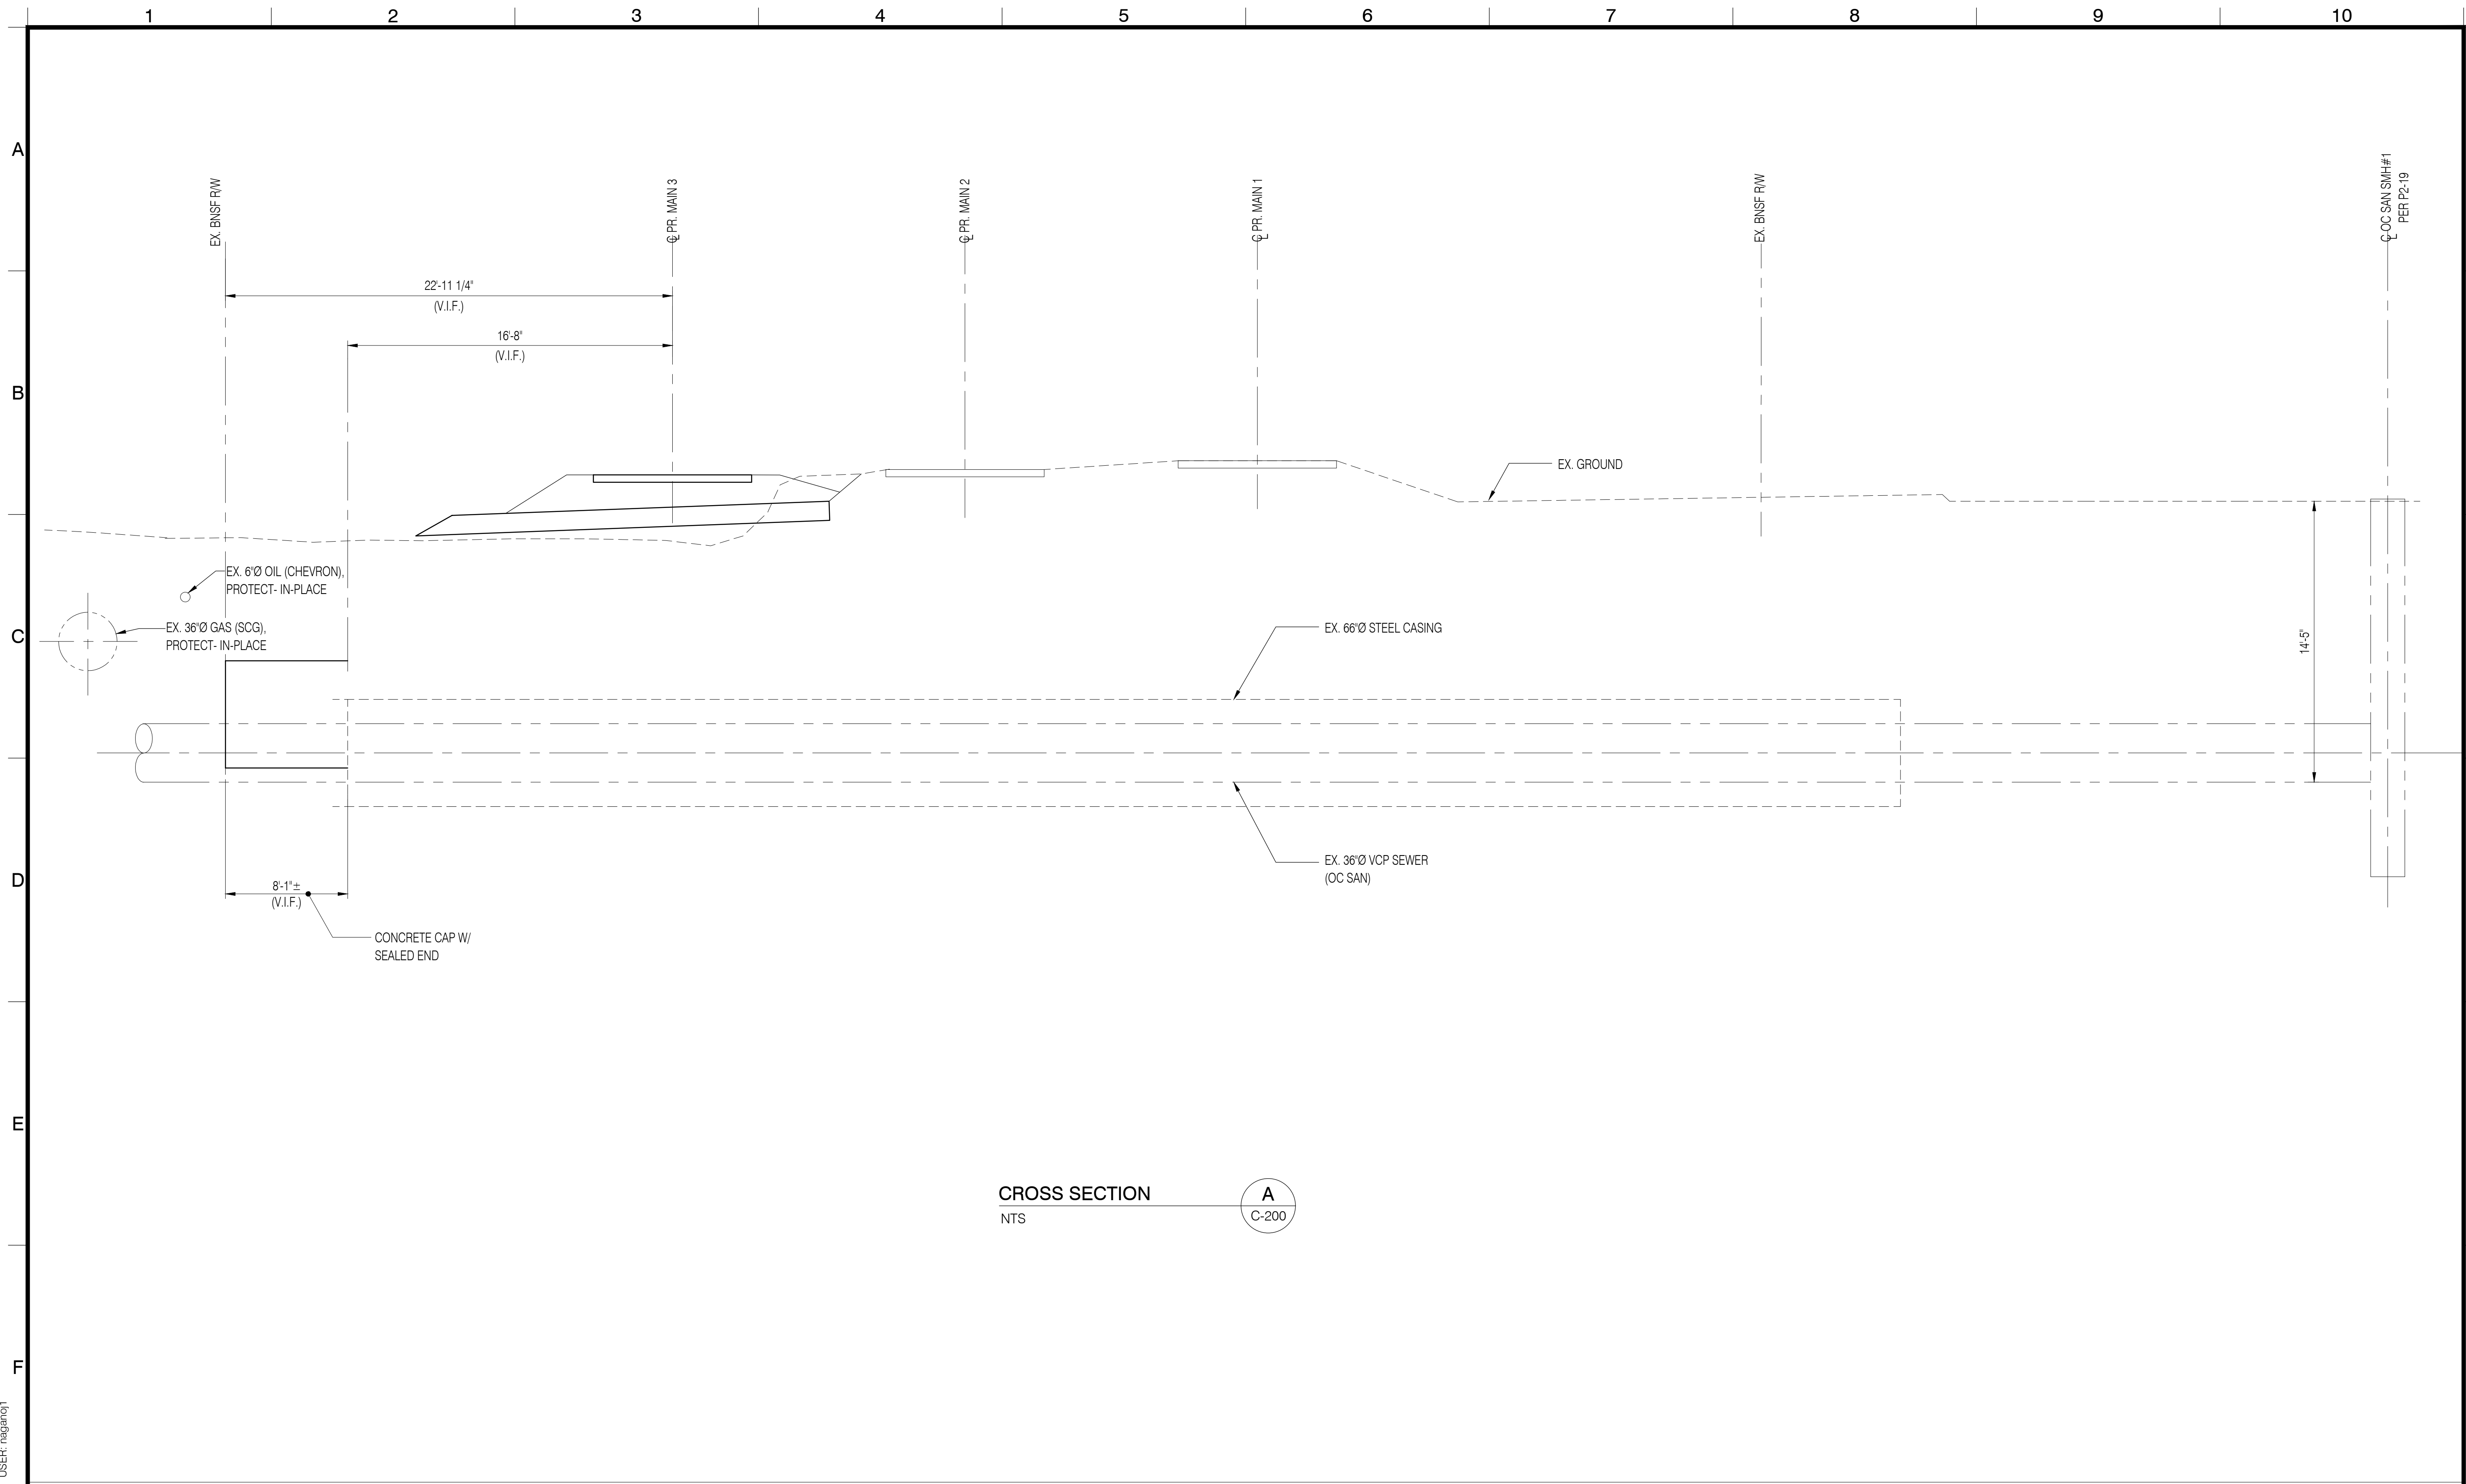 1 2 3 4 5 6 7 8 9 10
A
B
C
D
E
F
EX. BNSF R/W
℄ PR. MAIN 3
℄ PR. MAIN 2
℄ PR. MAIN 1
EX. BNSF R/W
℄ OC SAN SMH#1
PER P2-19
22'-11 1/4"
(V.I.F.)
16'-8"
(V.I.F.)
EX. GROUND
EX. 6"Ø OIL (CHEVRON),
PROTECT- IN-PLACE
EX. 36"Ø GAS (SCG),
PROTECT- IN-PLACE
EX. 66"Ø STEEL CASING
14'-5"
EX. 36"Ø VCP SEWER
(OC SAN)
8'-1"±
(V.I.F.)
CONCRETE CAP W/
SEALED END
CROSS SECTION
NTS
A
C-200
USER: naganoj1